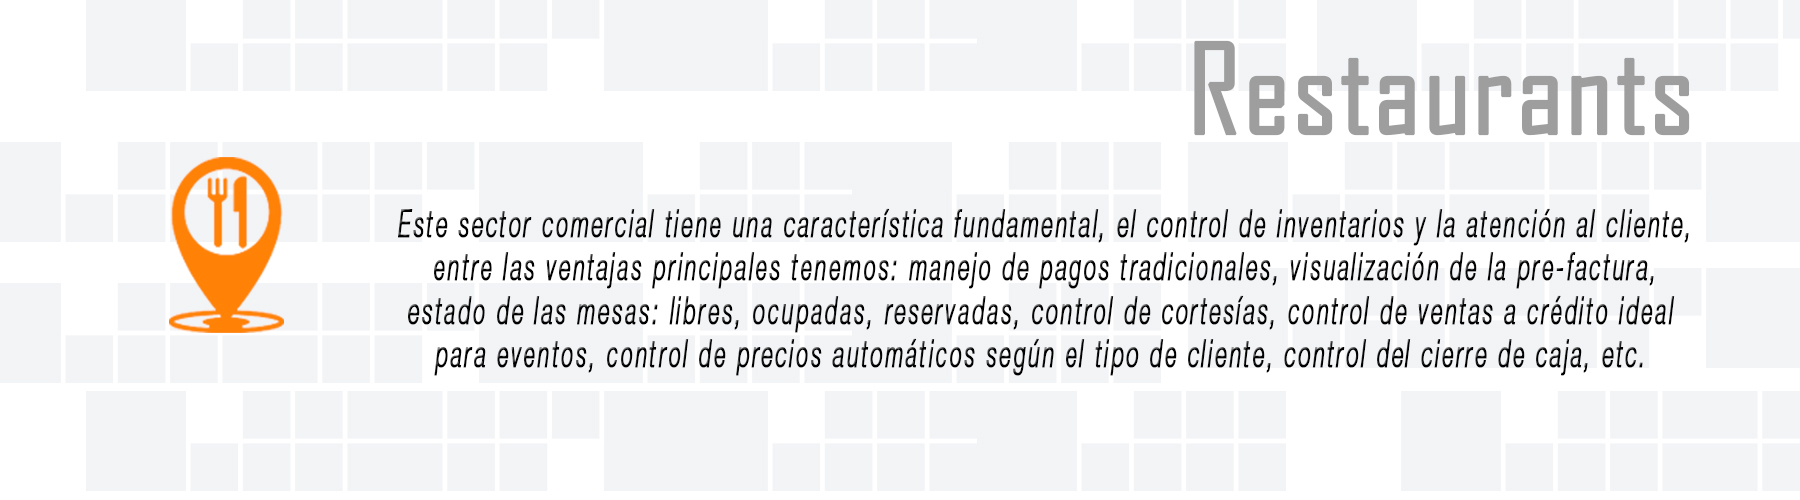 Restaurants
Este sector comercial tiene una característica fundamental, el control de inventarios y la atención al cliente,
entre las ventajas principales tenemos: manejo de pagos tradicionales, visualización de la pre-factura,
estado de las mesas: libres, ocupadas, reservadas, control de cortesías, control de ventas a crédito ideal
para eventos, control de precios automáticos según el tipo de cliente, control del cierre de caja, etc.